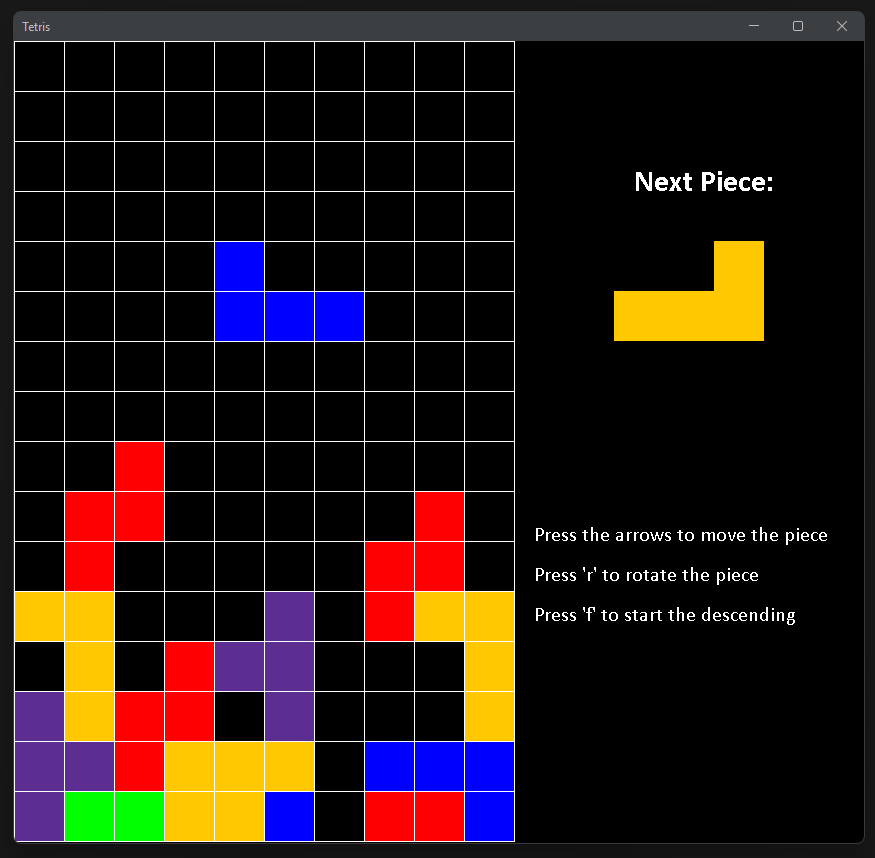 Tetris
Next Piece:
Press the arrows to move the piece
Press 'r' to rotate the piece
Press 'f' to start the descending